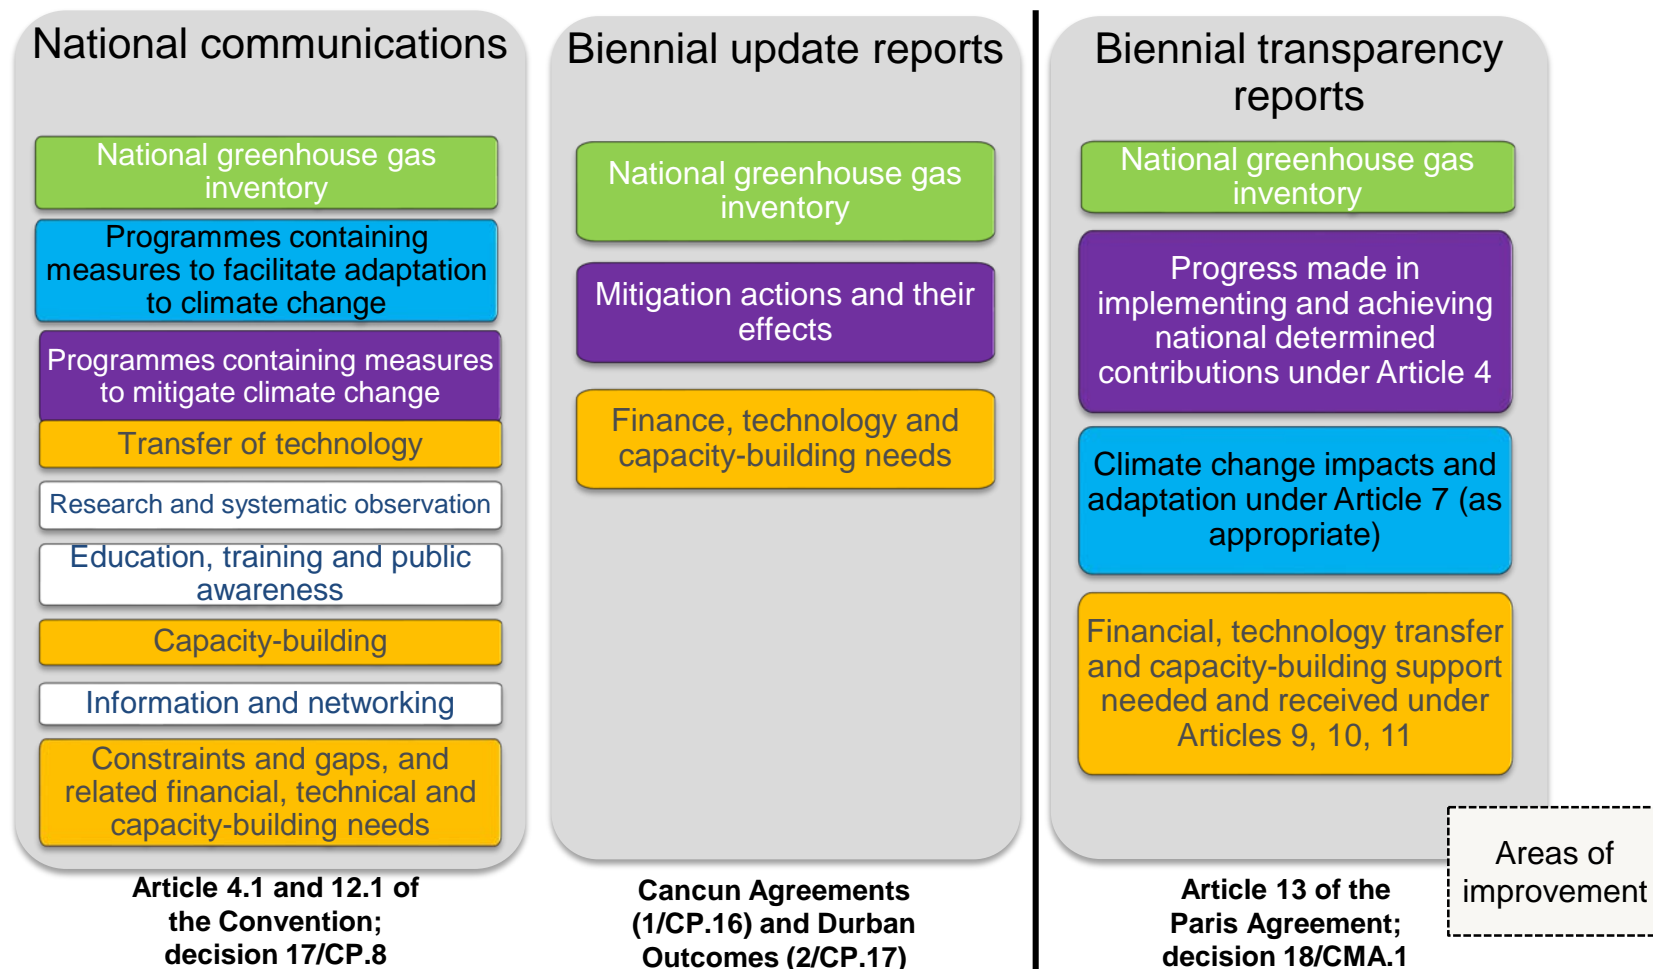 National communications
National greenhouse gas
inventory
Programmes containing
measures to facilitate adaptation
to climate change
Programmes containing measures
to mitigate climate change
Transfer of technology
Research and systematic observation
Education, training and public
awareness
Capacity-building
Information and networking
Constraints and gaps, and
related financial, technical and
capacity-building needs
Article 4.1 and 12.1 of
the Convention;
decision 17/CP.8
Biennial update reports
National greenhouse gas
inventory
Mitigation actions and their
effects
Finance, technology and
capacity-building needs
Cancun Agreements
(1/CP.16) and Durban
Outcomes (2/CP.17)
Biennial transparency
reports
National greenhouse gas
inventory
Progress made in
implementing and achieving
national determined
contributions under Article 4
Climate change impacts and
adaptation under Article 7 (as
appropriate)
Financial, technology transfer
and capacity-building support
needed and received under
Articles 9, 10, 11
Article 13 of the
Paris Agreement;
decision 18/CMA.1
Areas of
improvement